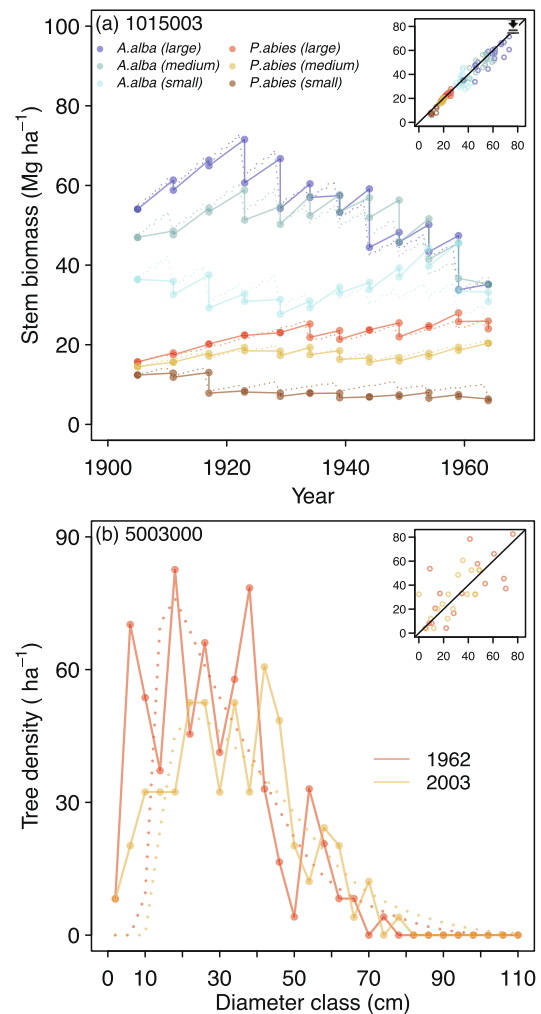 (a) 1015003
A.alba (large)
A.alba (medium)
A.alba (small)
P.abies (large)
P.abies (medium)
P.abies (small)
80
60
40
20
0
0 20 40 60 80
100
80
60
40
20
0
Stem biomass (Mg ha⁻¹)
1900 1920 1940 1960
Year
(b) 5003000
80
60
40
20
0
0 20 40 60 80
90
60
30
0
Tree density ( ha⁻¹)
1962
2003
0 10 30 50 70 90 110
Diameter class (cm)